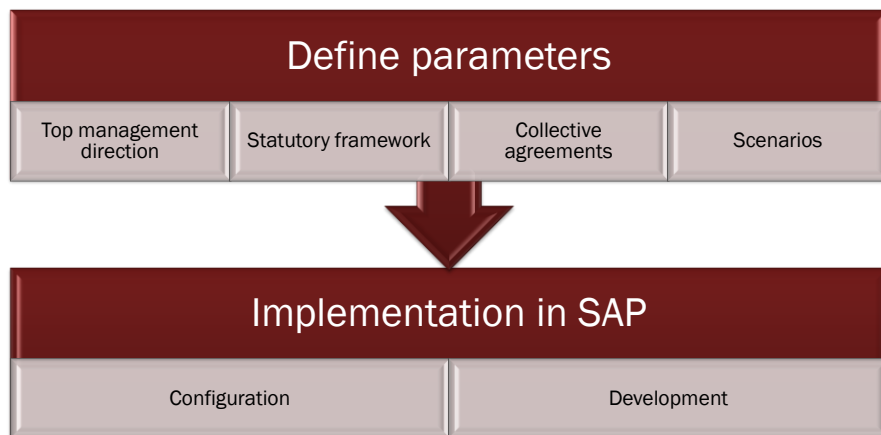 Define parameters
Top management
direction
Statutory framework
Collective
agreements
Scenarios
Implementation in SAP
Configuration
Development